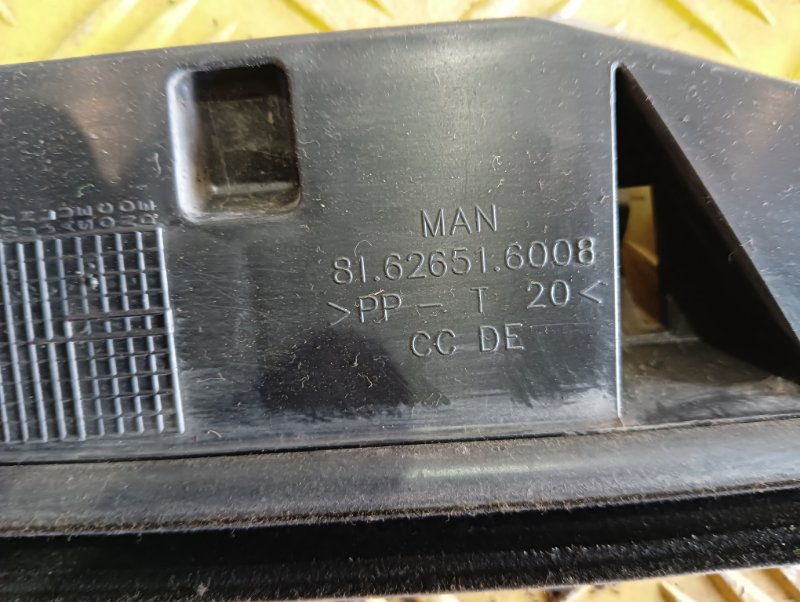 MAN
81.62651.6008
>PP - T 20<
CC DE